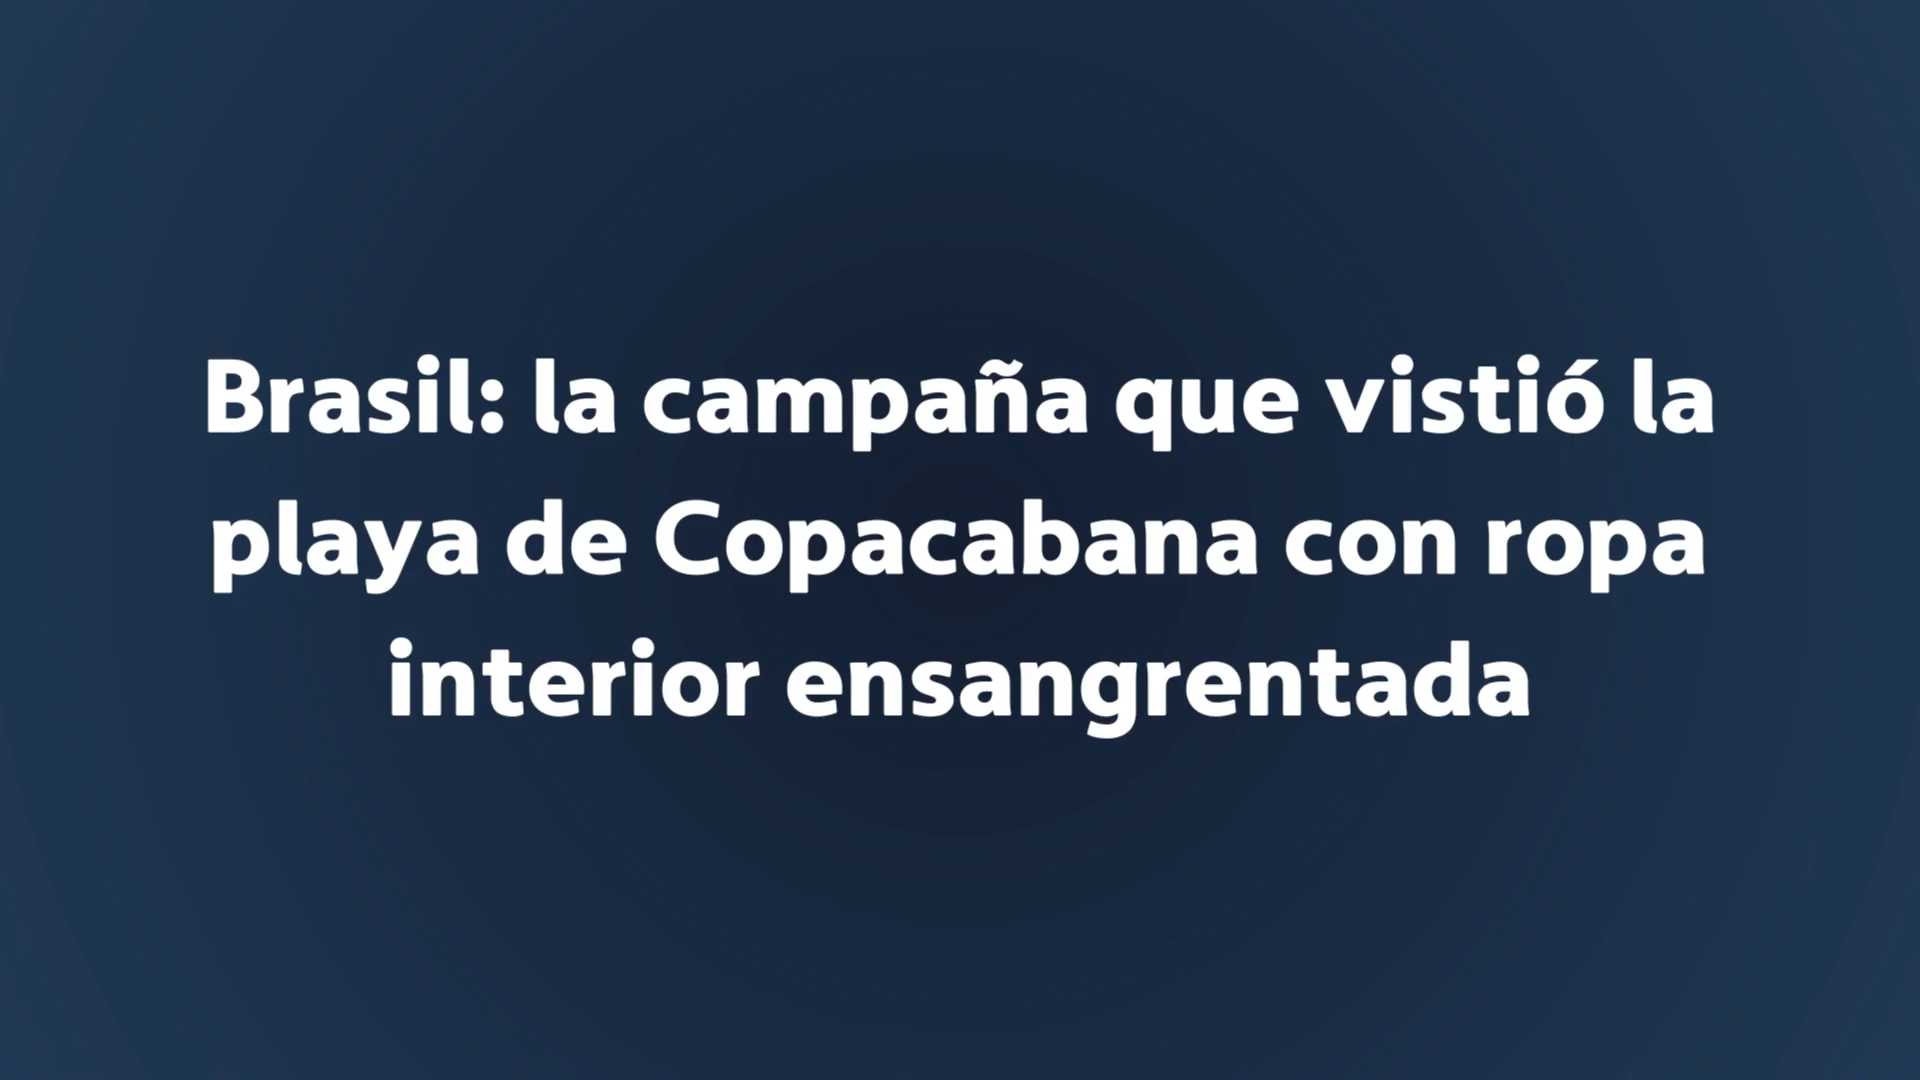 Brasil: la campaña que vistió la
playa de Copacabana con ropa
interior ensangrentada